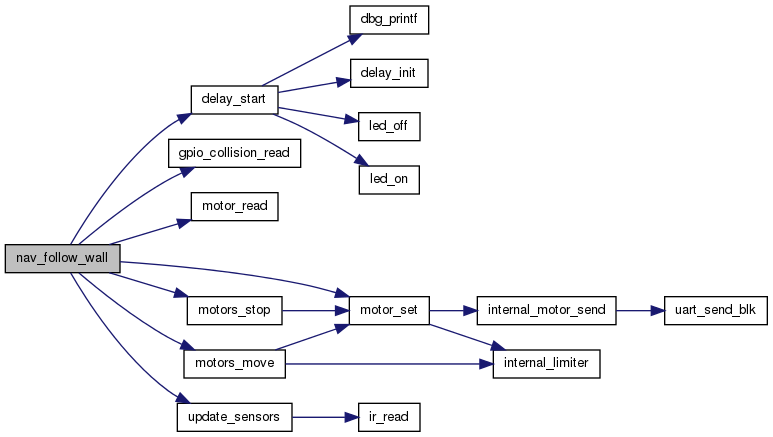 dbg_printf
delay_init
delay_start
led_off
gpio_collision_read
led_on
motor_read
nav_follow_wall
motors_stop
motor_set
internal_motor_send
uart_send_blk
motors_move
internal_limiter
update_sensors
ir_read